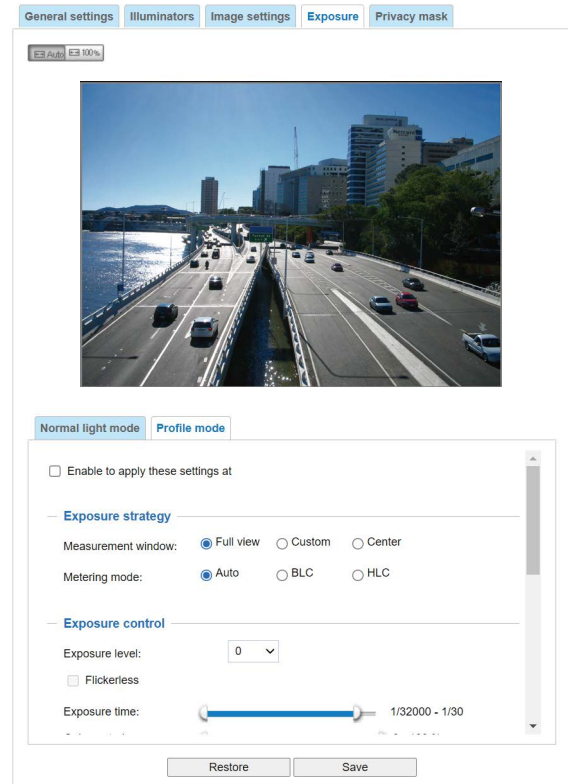 General settings Illuminators Image settings Exposure Privacy mask
Auto 100%
Normal light mode Profile mode
Enable to apply these settings at
Exposure strategy
Measurement window: Full view Custom Center
Metering mode: Auto BLC HLC
Exposure control
Exposure level: 0
Flickerless
Exposure time: 1/32000 - 1/30
Restore Save